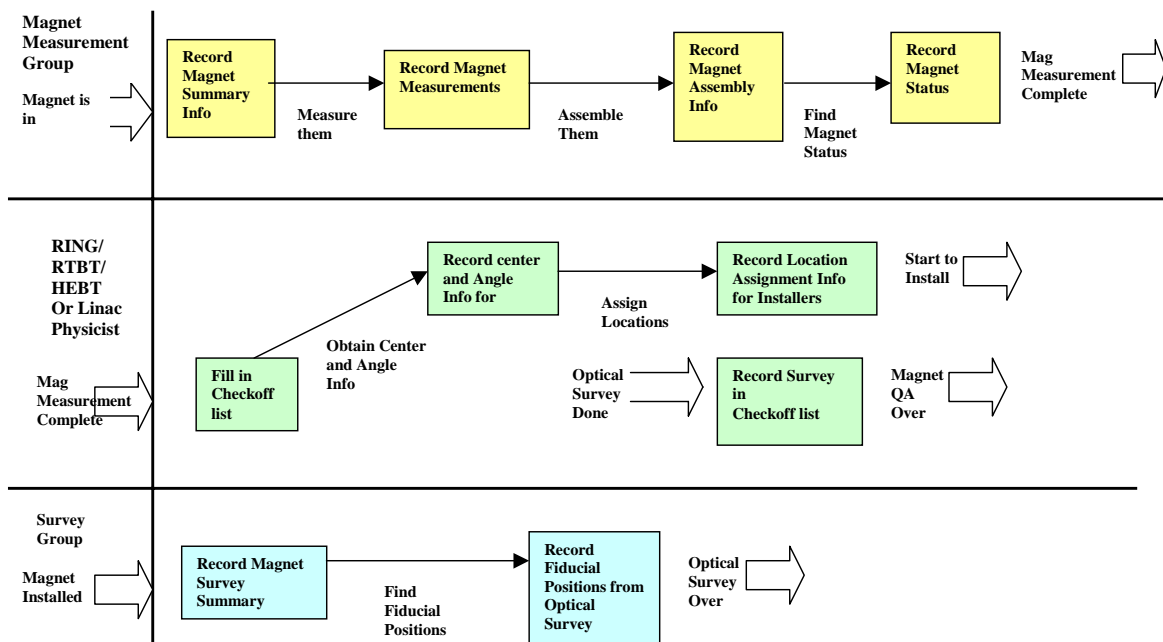 Magnet
Measurement
Group
Magnet is
in
Record
Magnet
Summary
Info
Measure
them
Record Magnet
Measurements
Assemble
Them
Record
Magnet
Assembly
Info
Find
Magnet
Status
Record
Magnet
Status
Mag
Measurement
Complete
RING/
RTBT/
HEBT
Or Linac
Physicist
Mag
Measurement
Complete
Fill in
Checkoff
list
Obtain Center
and Angle
Info
Record center
and Angle
Info for
Assign
Locations
Record Location
Assignment Info
for Installers
Start to
Install
Optical
Survey
Done
Record Survey
in
Checkoff list
Magnet
QA
Over
Survey
Group
Magnet
Installed
Record Magnet
Survey
Summary
Find
Fiducial
Positions
Record
Fiducial
Positions from
Optical
Survey
Optical
Survey
Over